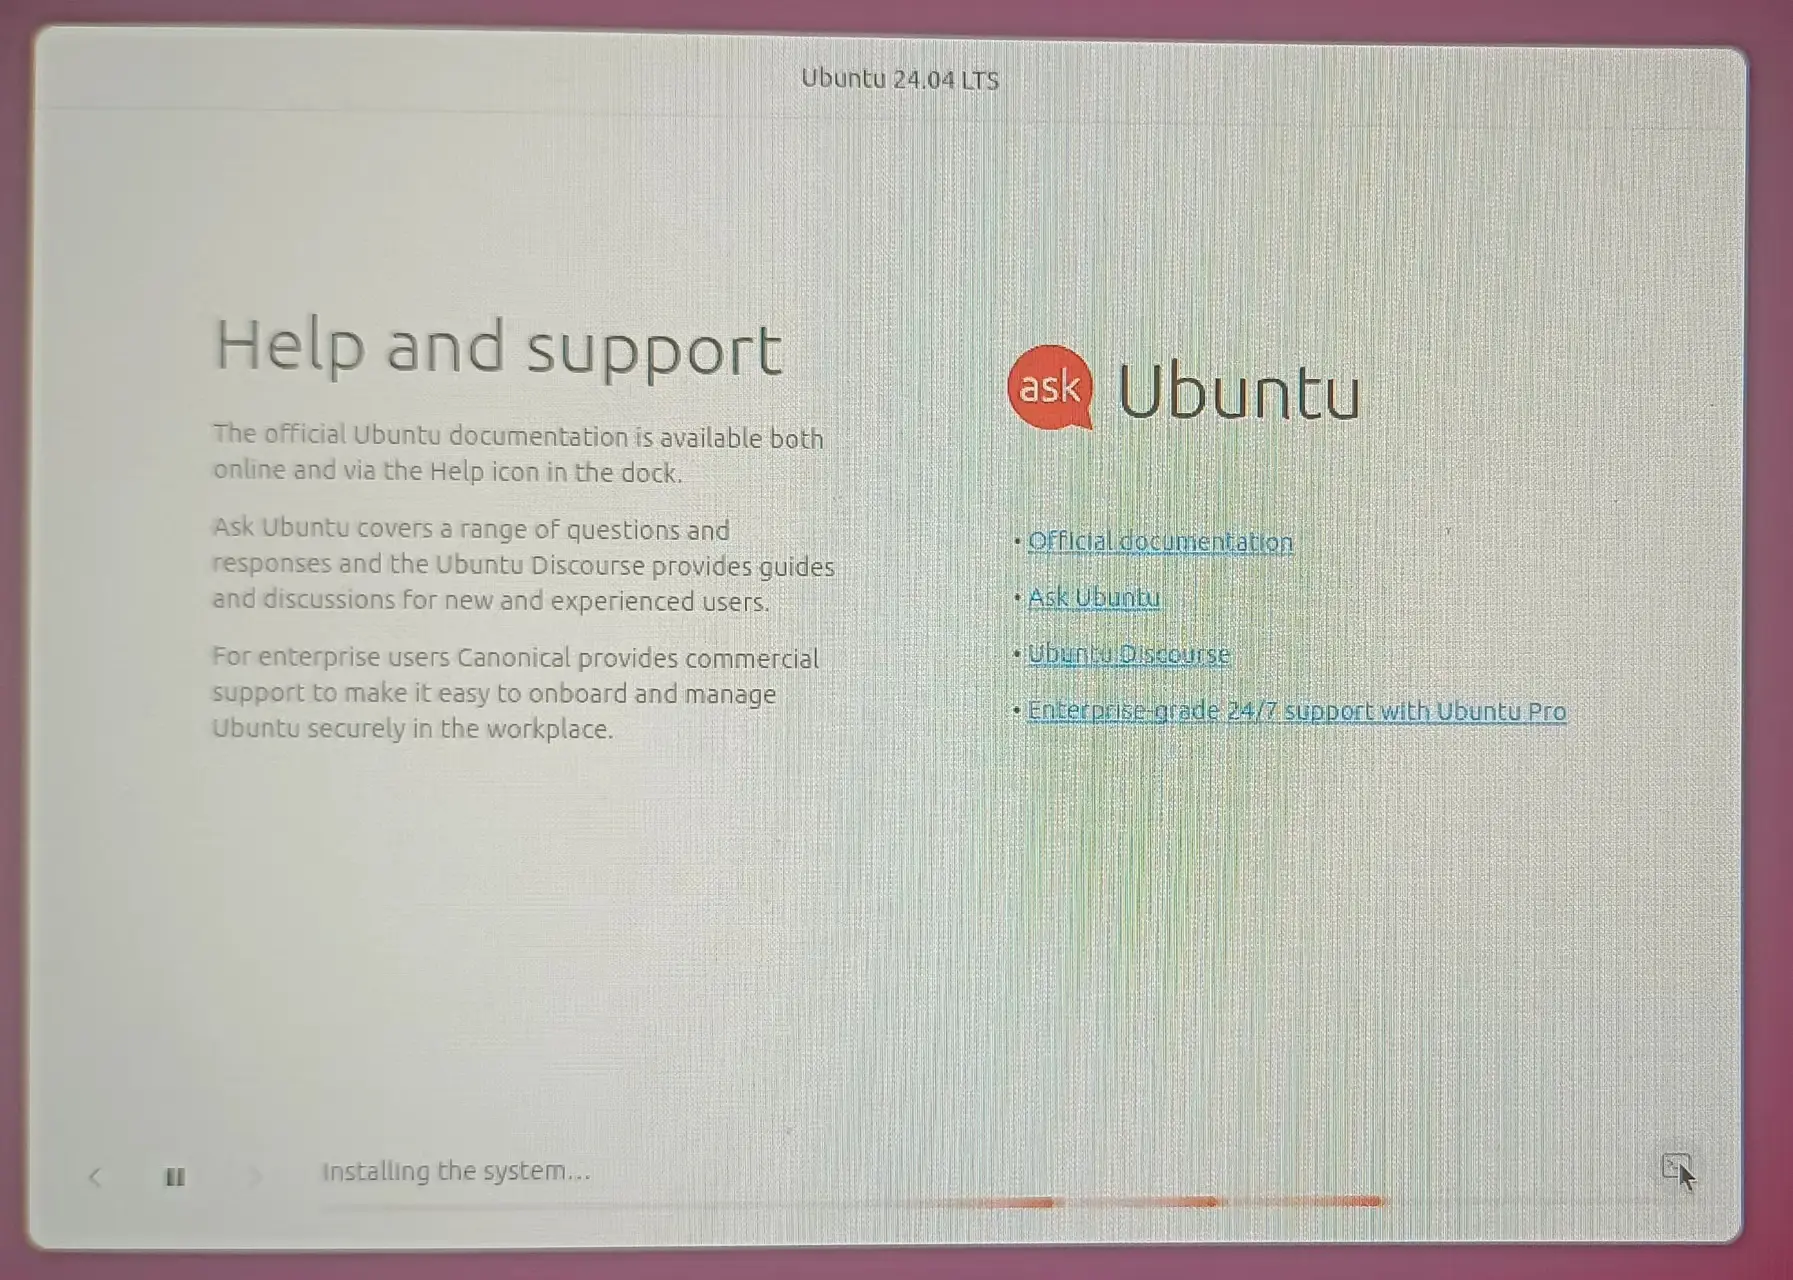 Ubuntu 24.04 LTS
Help and support
The official Ubuntu documentation is available both
online and via the Help icon in the dock.
Ask Ubuntu covers a range of questions and
responses and the Ubuntu Discourse provides guides
and discussions for new and experienced users.
For enterprise users Canonical provides commercial
support to make it easy to onboard and manage
Ubuntu securely in the workplace.
ask Ubuntu
• Official documentation
• Ask Ubuntu
• Ubuntu Discourse
• Enterprise-grade 24/7 support with Ubuntu Pro
Installing the system...